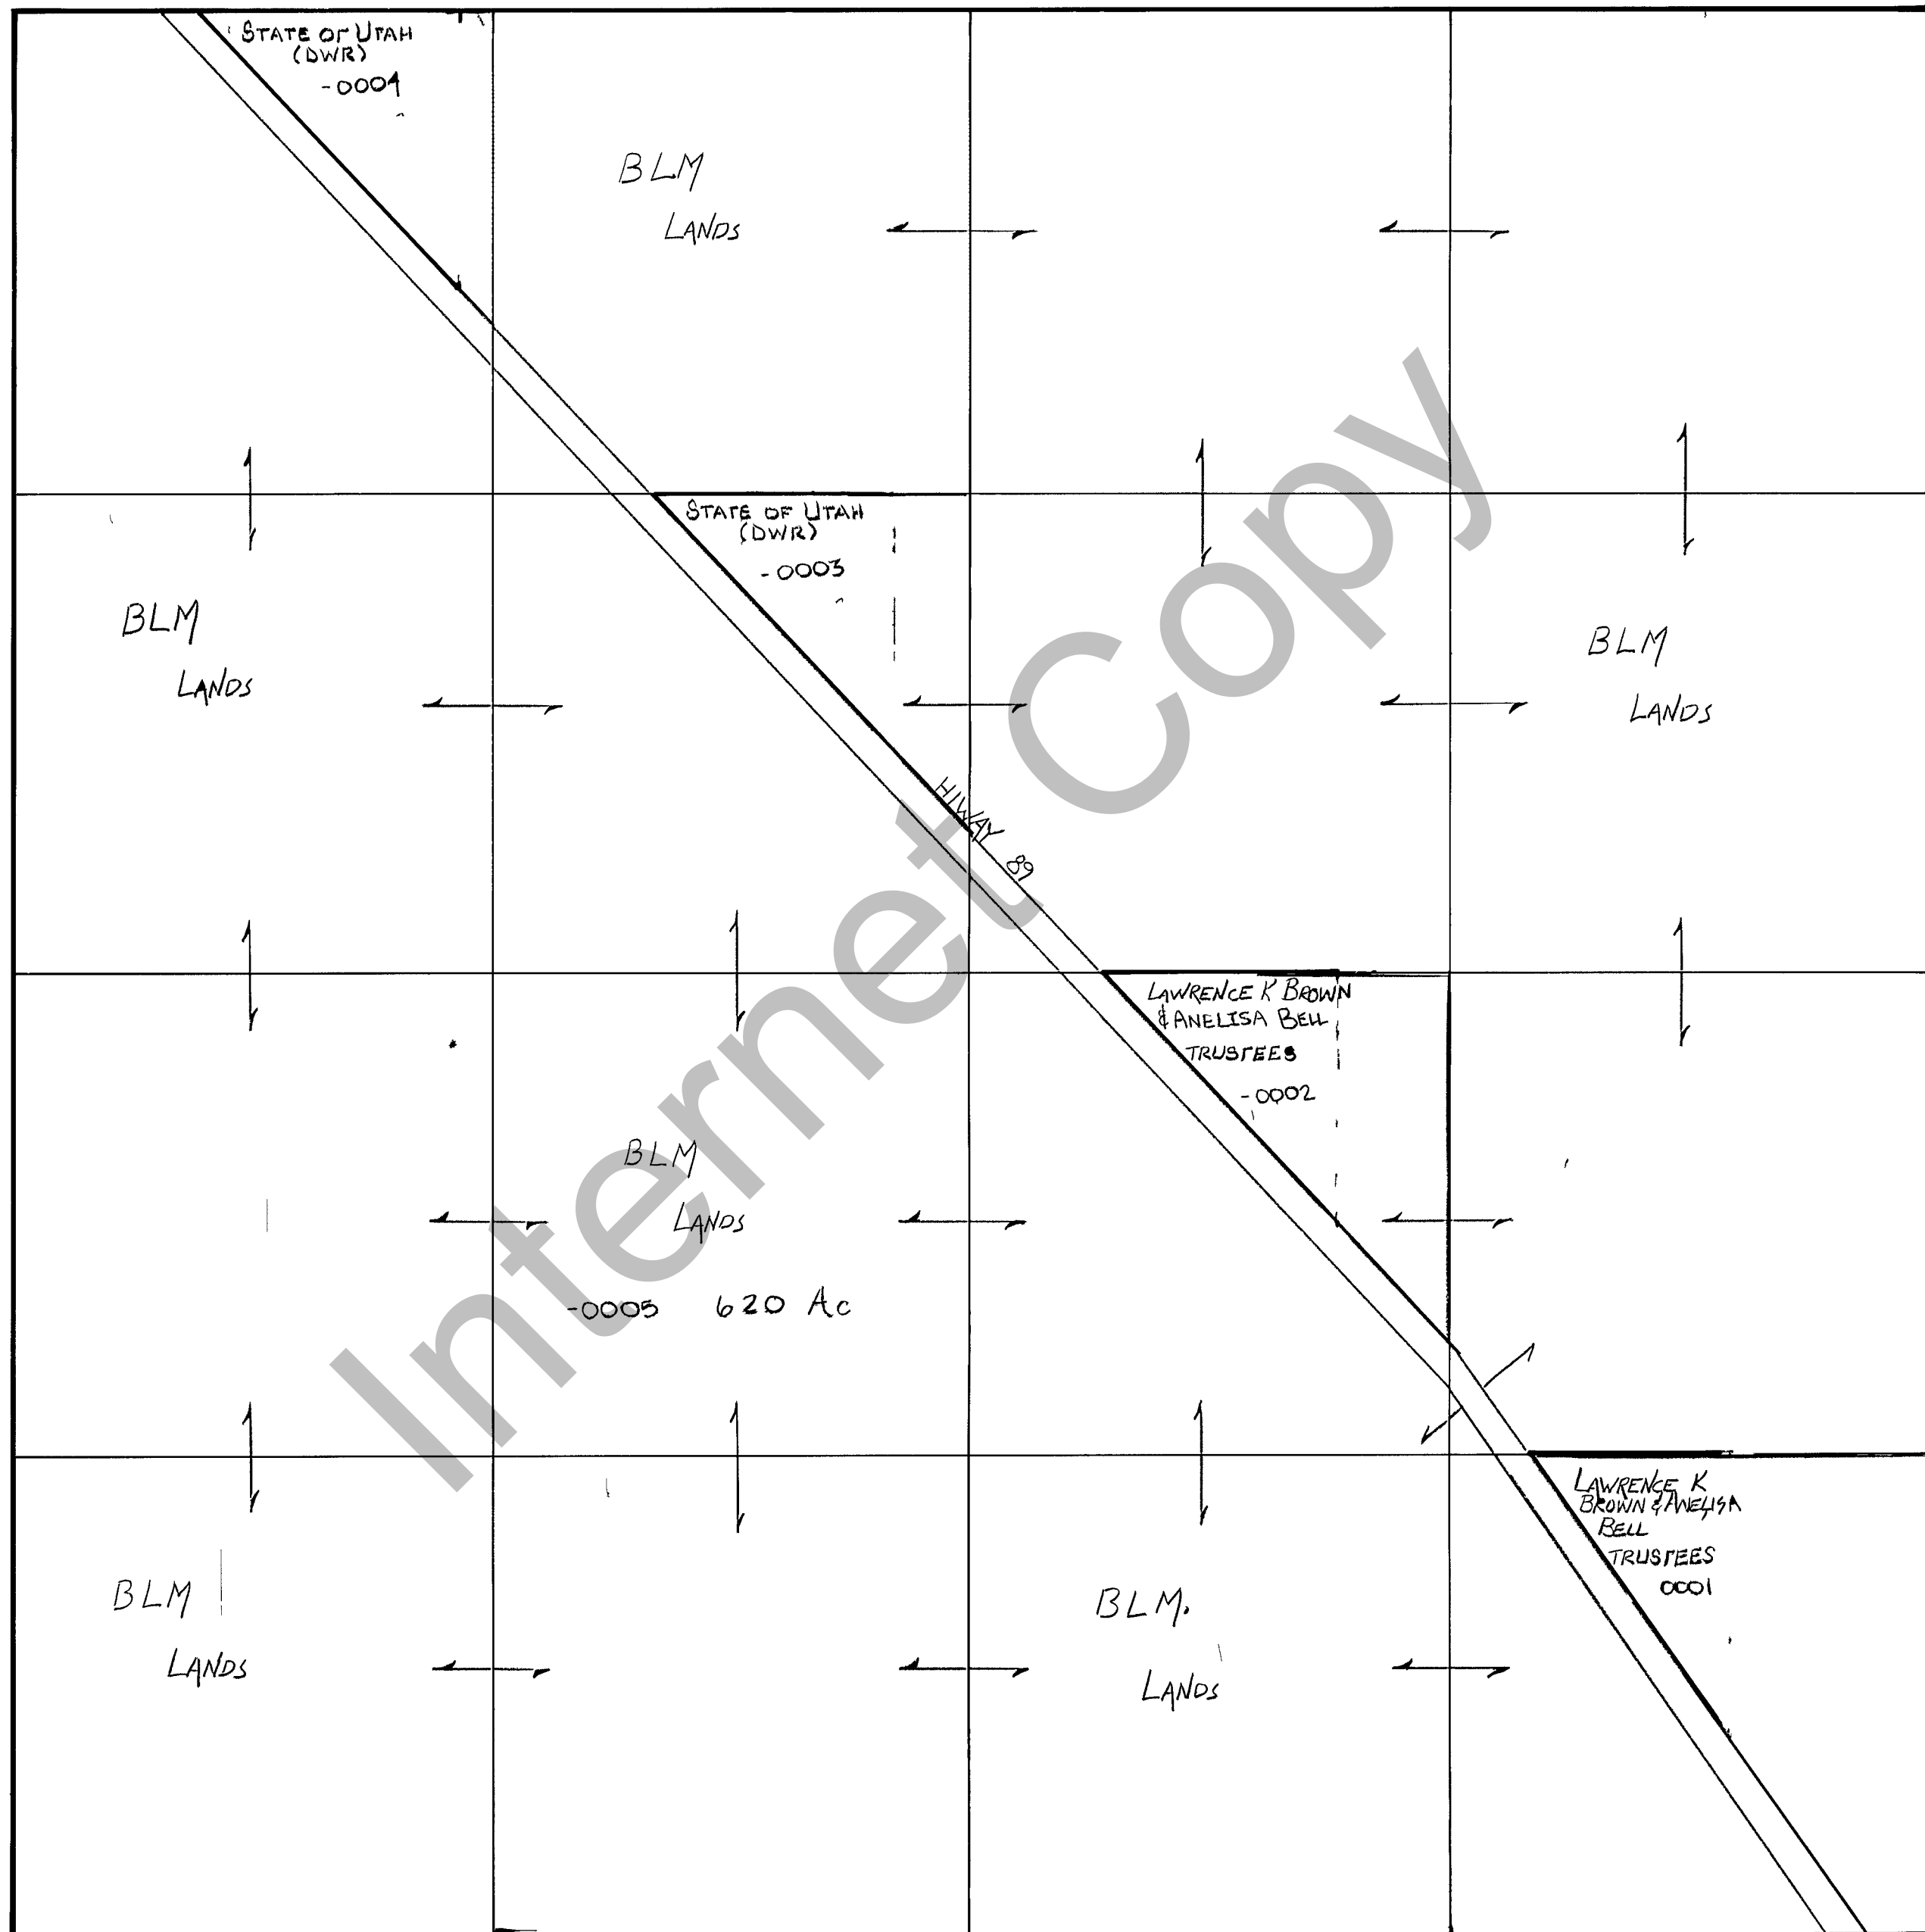 STATE OF UTAH
(DWR)
-0004
BLM
LANDS
STATE OF UTAH
(DWR)
-0003
BLM
LANDS
BLM
LANDS
HIWAY 89
LAWRENCE K BROWN
& ANELISA BELL
TRUSTEES
-0002
BLM
LANDS
-0005 620 Ac
LAWRENCE K
BROWN & ANELISA
BELL
TRUSTEES
0001
BLM
LANDS
BLM.
LANDS
Internet Copy